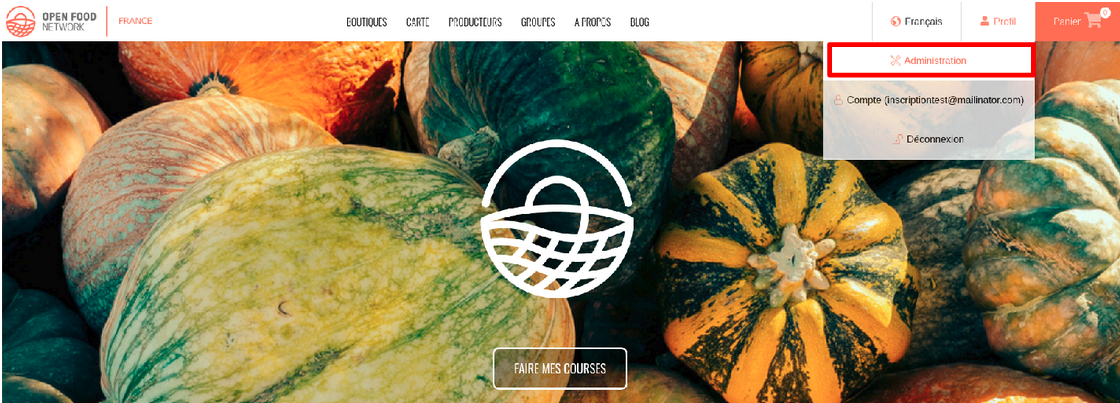 OPEN FOOD
NETWORK
FRANCE
BOUTIQUES CARTE PRODUCTEURS GROUPES A PROPOS BLOG
Français
Profil
Panier 0
Administration
Compte (inscriptiontest@mailinator.com)
Déconnexion
FAIRE MES COURSES